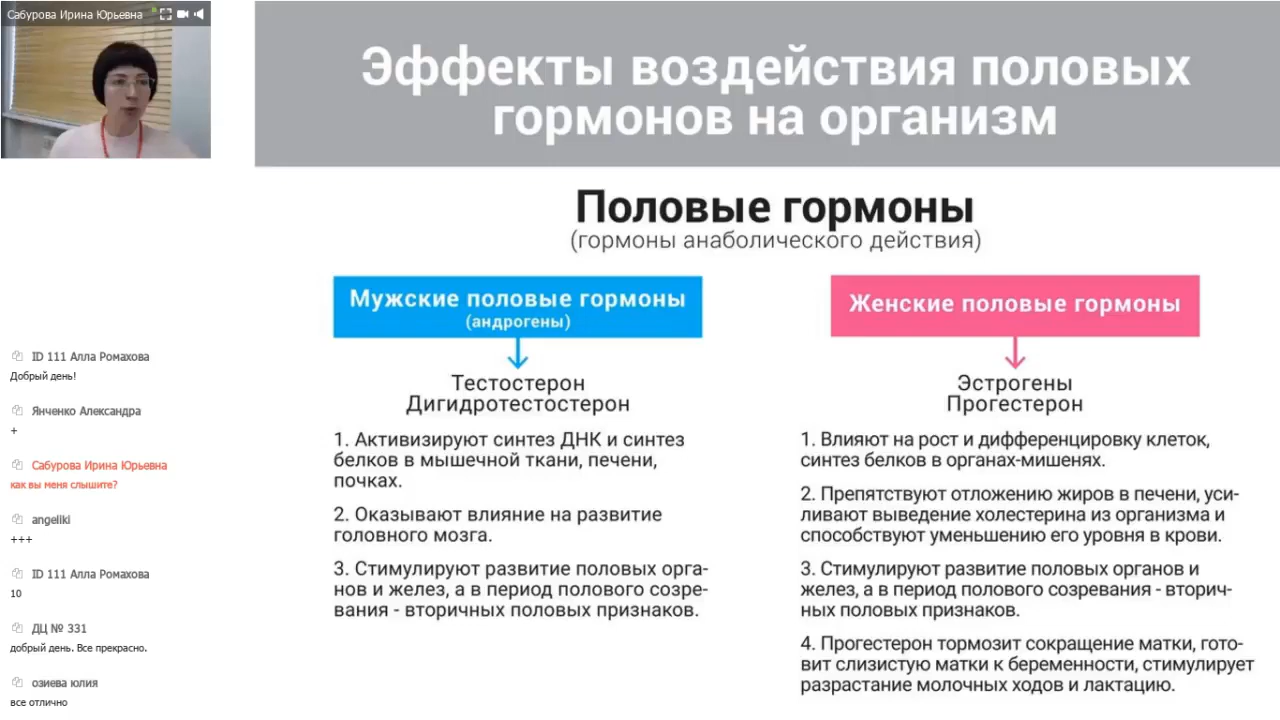 Сабурова Ирина Юрьевна
ID 111 Алла Ромахова
Добрый день!
Янченко Александра
+
Сабурова Ирина Юрьевна
как вы меня слышите?
angeliki
+++
ID 111 Алла Ромахова
10
ДЦ № 331
добрый день. Все прекрасно.
озиева юлия
все отлично
Эффекты воздействия половых
гормонов на организм
Половые гормоны
(гормоны анаболического действия)
Мужские половые гормоны
(андрогены)
Тестостерон
Дигидротестостерон
1. Активизируют синтез ДНК и синтез
белков в мышечной ткани, печени,
почках.
2. Оказывают влияние на развитие
головного мозга.
3. Стимулируют развитие половых орга-
нов и желез, а в период полового созре-
вания - вторичных половых признаков.
Женские половые гормоны
Эстрогены
Прогестерон
1. Влияют на рост и дифференцировку клеток,
синтез белков в органах-мишенях.
2. Препятствуют отложению жиров в печени, уси-
ливают выведение холестерина из организма и
способствуют уменьшению его уровня в крови.
3. Стимулируют развитие половых органов и
желез, а в период полового созревания - вторич-
ных половых признаков.
4. Прогестерон тормозит сокращение матки, гото-
вит слизистую матки к беременности, стимулирует
разрастание молочных ходов и лактацию.